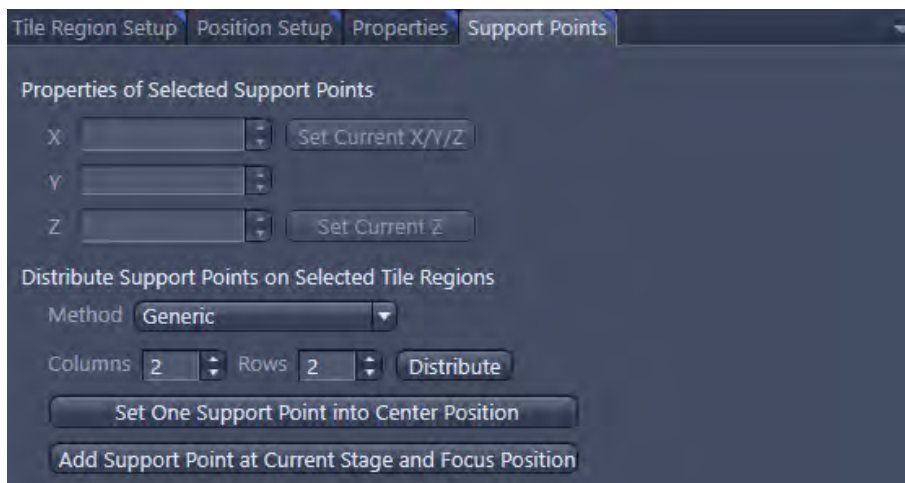 Tile Region Setup Position Setup Properties Support Points
Properties of Selected Support Points
X Set Current X/Y/Z
Y
Z Set Current Z
Distribute Support Points on Selected Tile Regions
Method Generic
Columns 2 Rows 2 Distribute
Set One Support Point into Center Position
Add Support Point at Current Stage and Focus Position